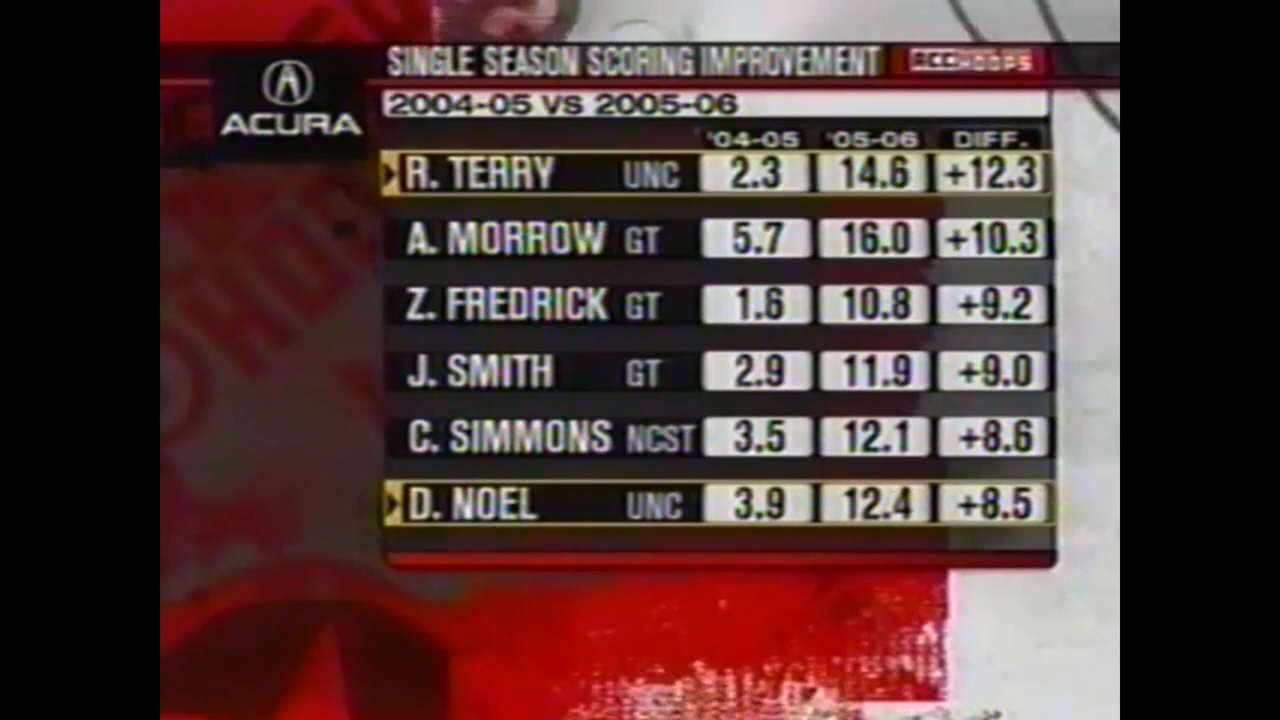 SINGLE SEASON SCORING IMPROVEMENT ACCHOOPS
ACURA
2004-05 VS 2005-06
'04-05 '05-06 DIFF.
R. TERRY UNC 2.3 14.6 +12.3
A. MORROW GT 5.7 16.0 +10.3
Z. FREDRICK GT 1.6 10.8 +9.2
J. SMITH GT 2.9 11.9 +9.0
C. SIMMONS NCST 3.5 12.1 +8.6
D. NOEL UNC 3.9 12.4 +8.5